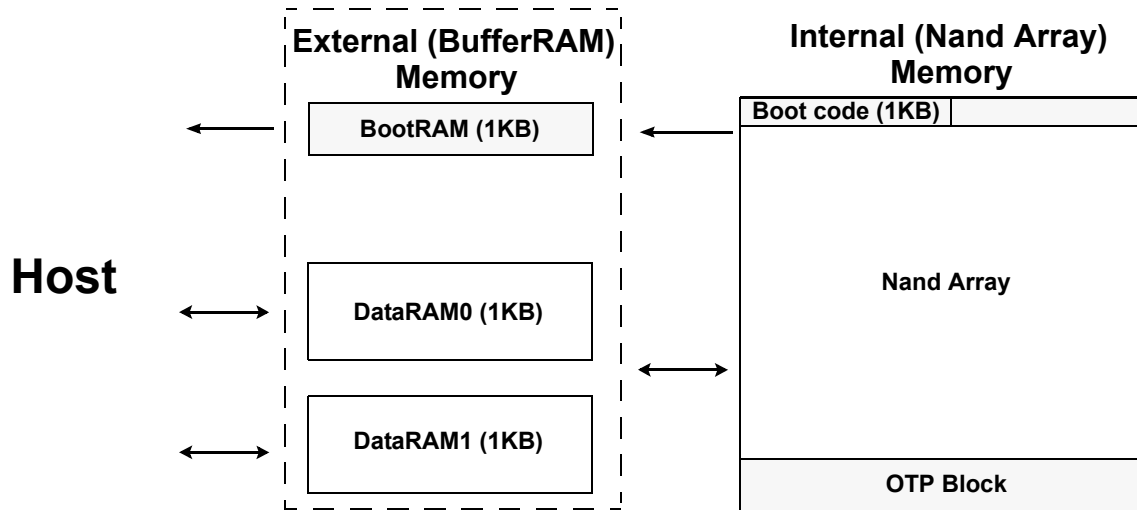 External (BufferRAM)
Memory
Internal (Nand Array)
Memory
BootRAM (1KB)
Boot code (1KB)
Host
DataRAM0 (1KB)
Nand Array
DataRAM1 (1KB)
OTP Block